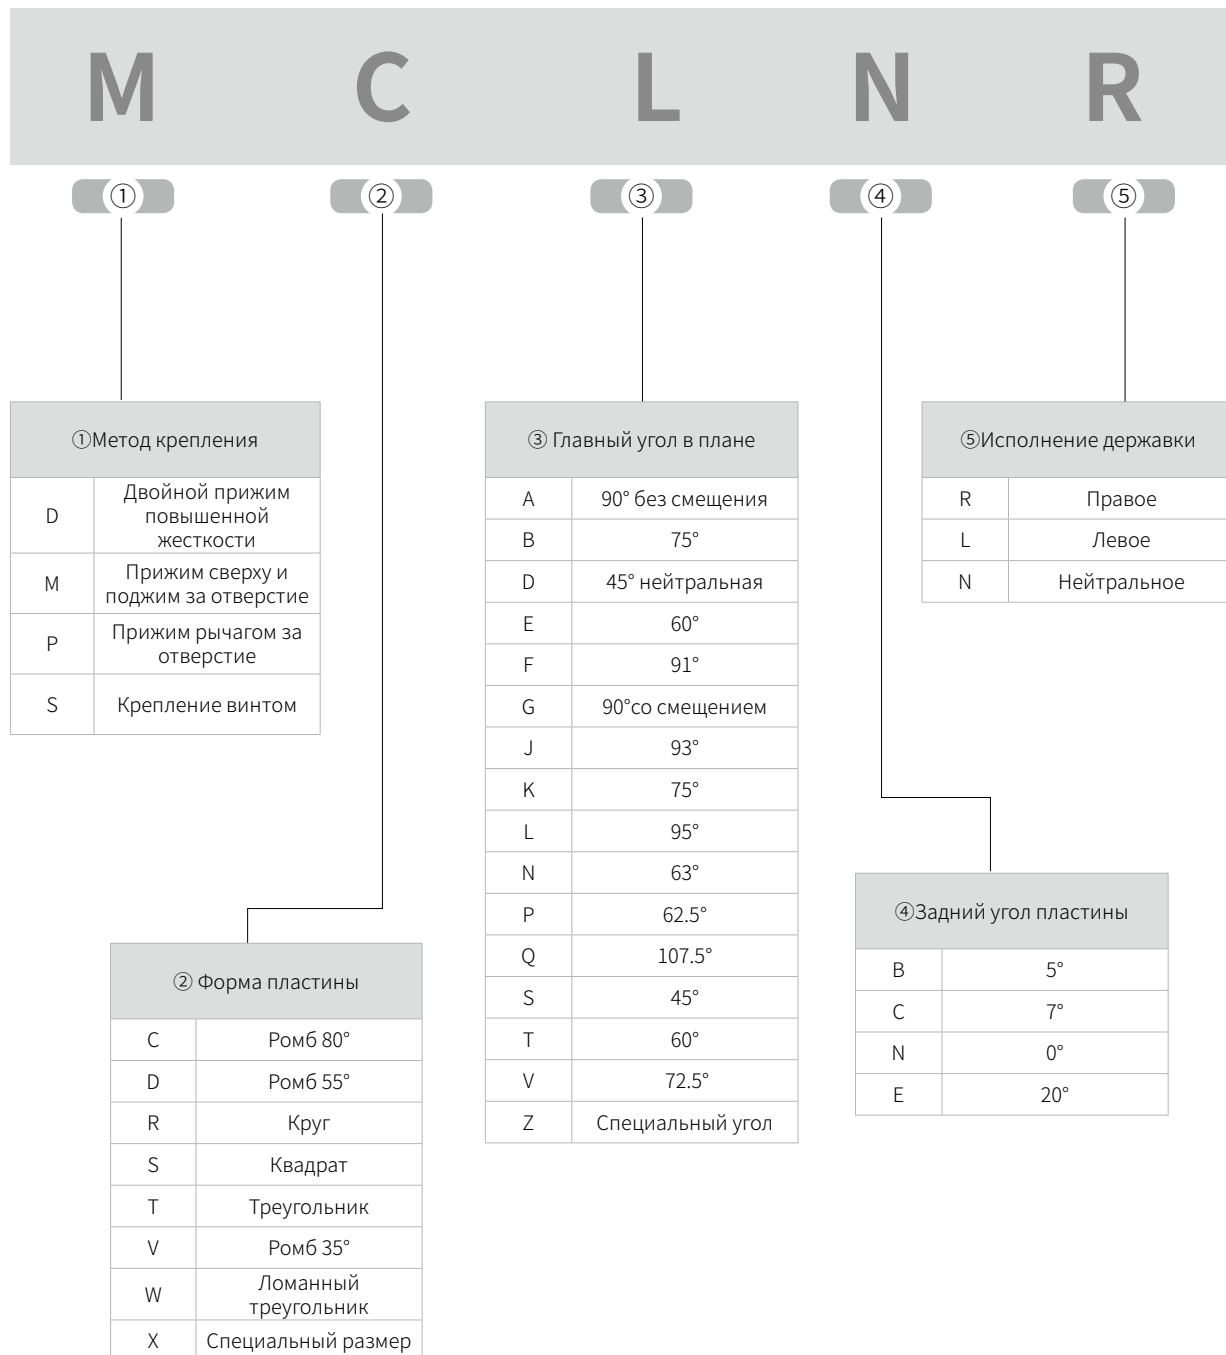 M C L N R
① ② ③ ④ ⑤
①Метод крепления
D Двойной прижим
повышенной
жесткости
M Прижим сверху и
поджим за отверстие
P Прижим рычагом за
отверстие
S Крепление винтом
② Форма пластины
C Ромб 80°
D Ромб 55°
R Круг
S Квадрат
T Треугольник
V Ромб 35°
W Ломанный
треугольник
X Специальный размер
③ Главный угол в плане
A 90° без смещения
B 75°
D 45° нейтральная
E 60°
F 91°
G 90°со смещением
J 93°
K 75°
L 95°
N 63°
P 62.5°
Q 107.5°
S 45°
T 60°
V 72.5°
Z Специальный угол
④Задний угол пластины
B 5°
C 7°
N 0°
E 20°
⑤Исполнение державки
R Правое
L Левое
N Нейтральное